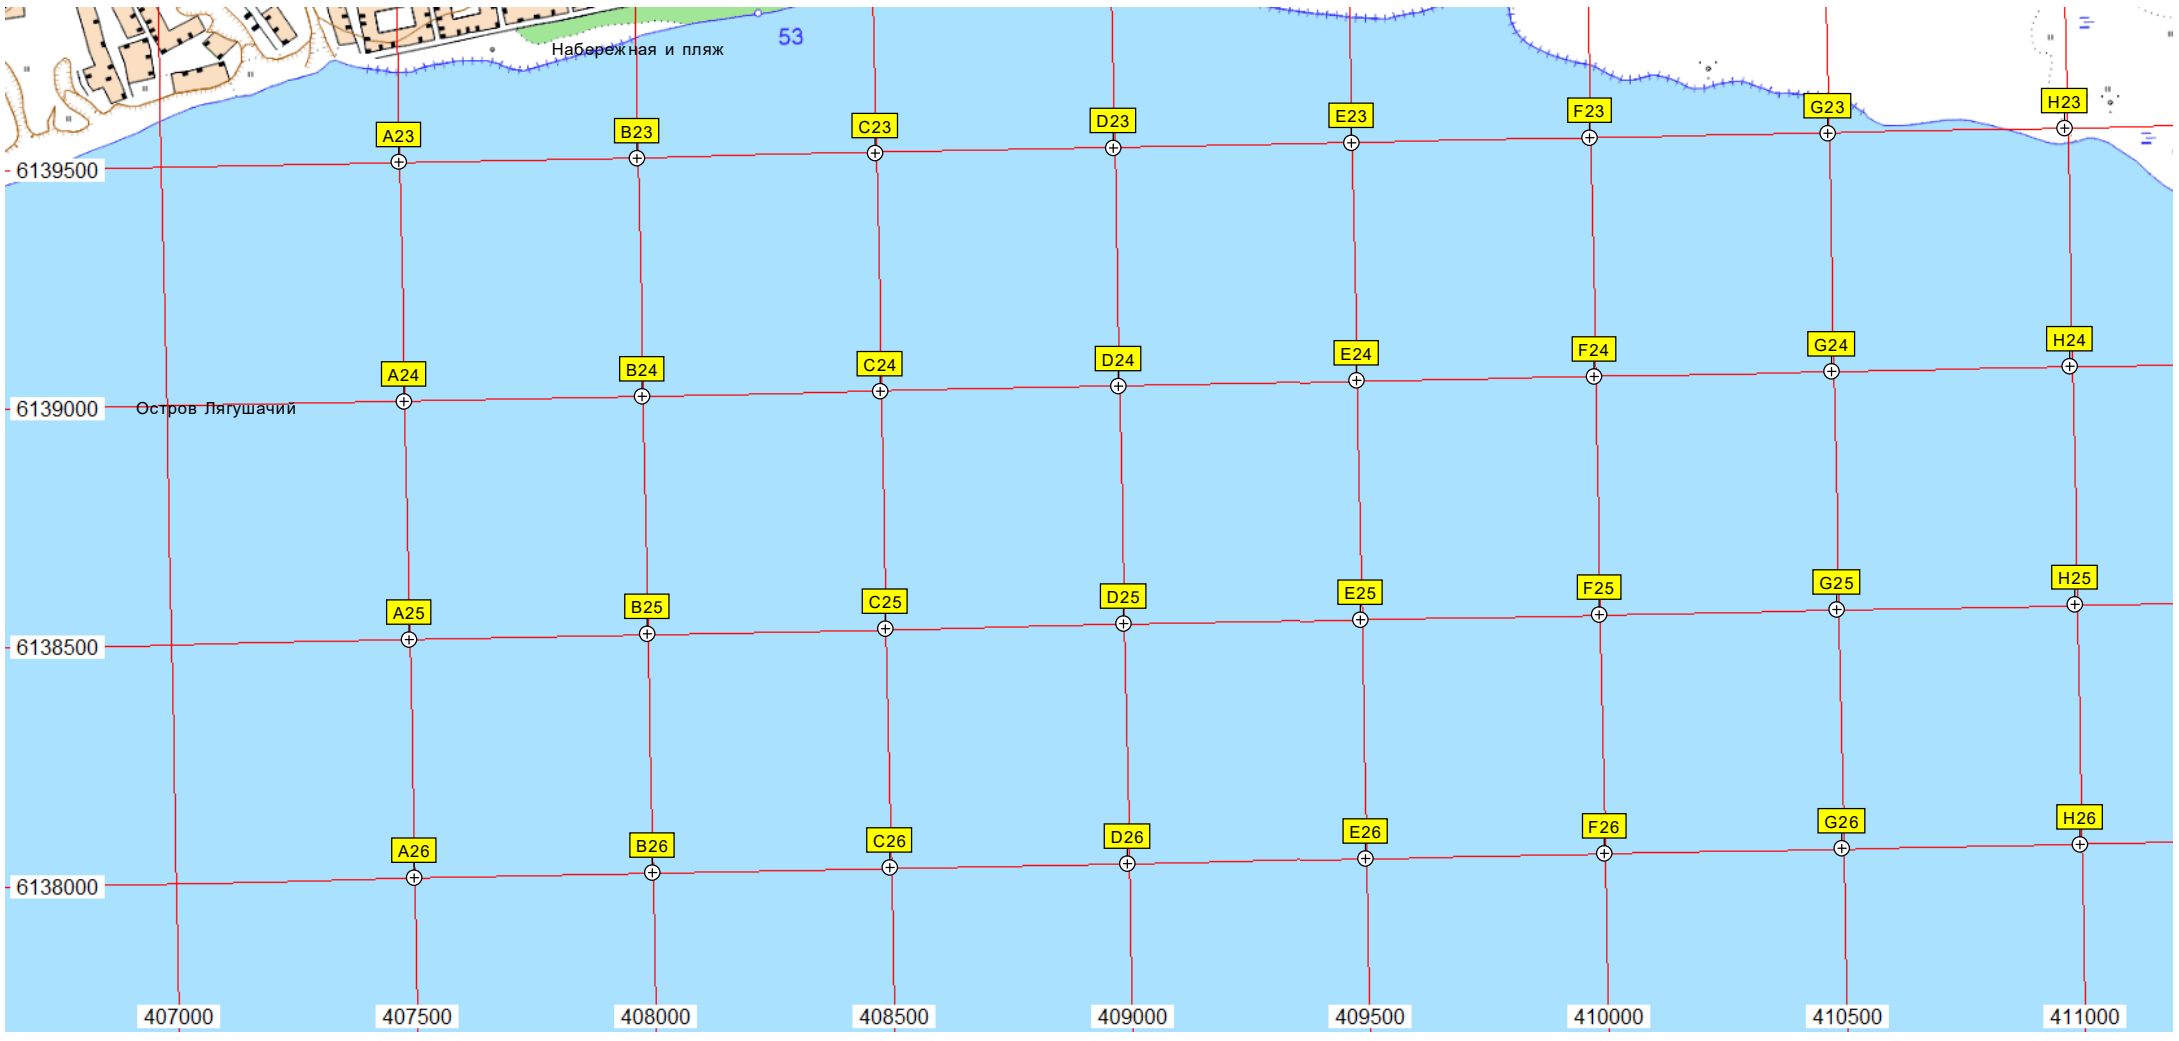 Набережная и пляж
53
A23 B23 C23 D23 E23 F23 G23 H23
6139500
A24 B24 C24 D24 E24 F24 G24 H24
6139000
Остров Лягушачий
A25 B25 C25 D25 E25 F25 G25 H25
6138500
A26 B26 C26 D26 E26 F26 G26 H26
6138000
407000 407500 408000 408500 409000 409500 410000 410500 411000